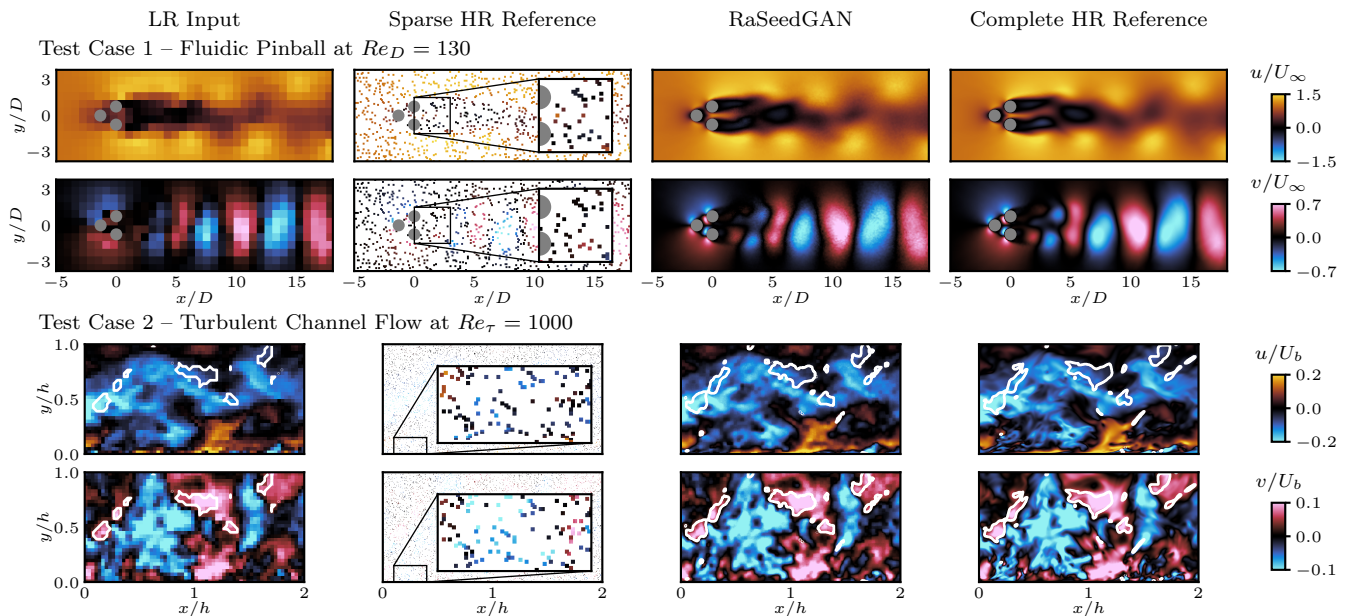 LR Input Sparse HR Reference RaSeedGAN Complete HR Reference
Test Case 1 – Fluidic Pinball at Re_D = 130
y/D
3
0
−3
u/U∞
1.5
0.0
−1.5
y/D
3
0
−3
v/U∞
0.7
0.0
−0.7
−5 0 5 10 15 −5 0 5 10 15 −5 0 5 10 15 −5 0 5 10 15
x/D x/D x/D x/D
Test Case 2 – Turbulent Channel Flow at Re_τ = 1000
y/h
1.0
0.5
0.0
u/U_b
0.2
0.0
−0.2
y/h
1.0
0.5
0.0
v/U_b
0.1
0.0
−0.1
0 1 2 0 1 2 0 1 2 0 1 2
x/h x/h x/h x/h